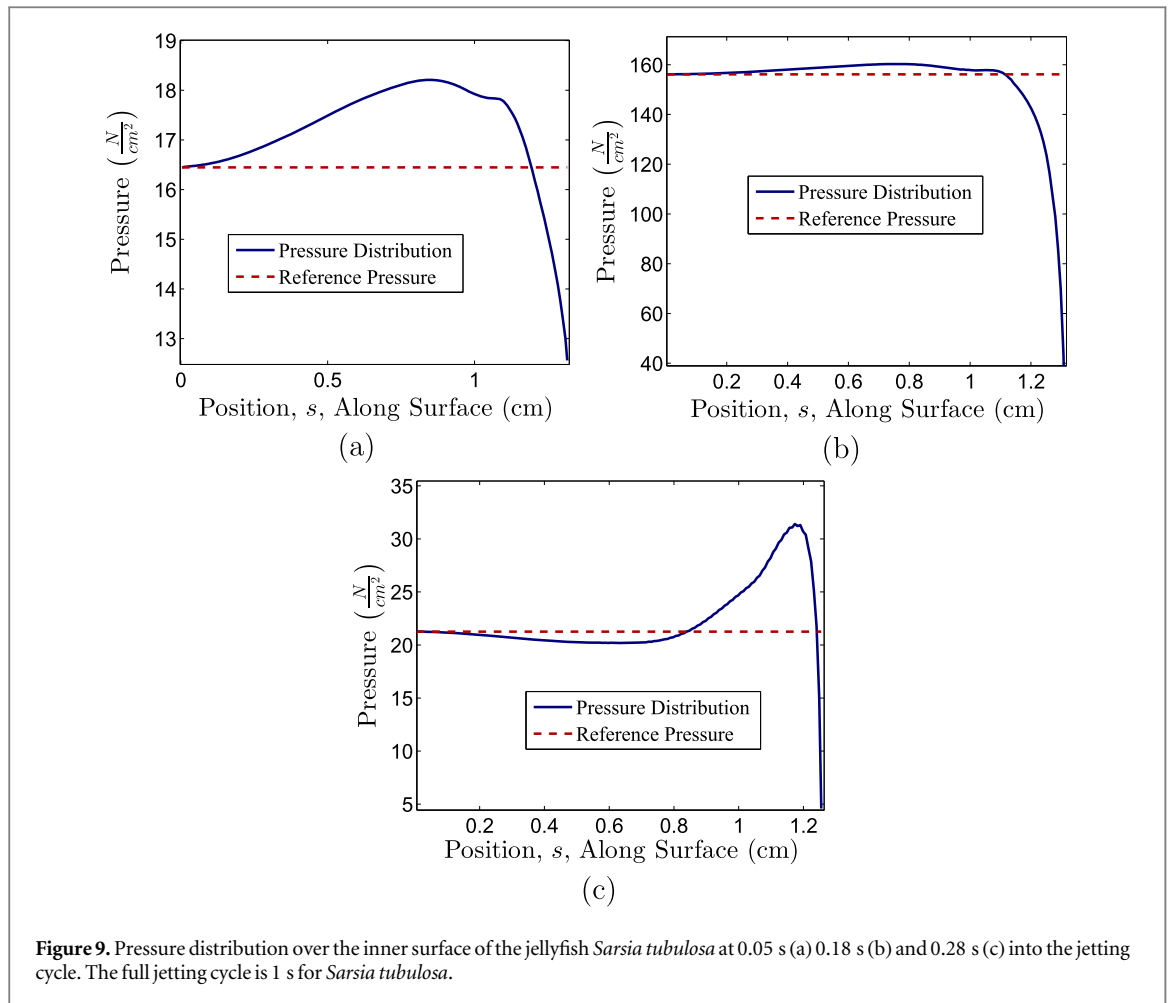 19
18
17
16
15
14
13
Pressure (N/cm²)
Pressure Distribution
Reference Pressure
0 0.5 1
Position, s, Along Surface (cm)
(a)
160
140
120
100
80
60
40
Pressure (N/cm²)
Pressure Distribution
Reference Pressure
0.2 0.4 0.6 0.8 1 1.2
Position, s, Along Surface (cm)
(b)
35
30
25
20
15
10
5
Pressure (N/cm²)
Pressure Distribution
Reference Pressure
0.2 0.4 0.6 0.8 1 1.2
Position, s, Along Surface (cm)
(c)
Figure 9. Pressure distribution over the inner surface of the jellyfish Sarsia tubulosa at 0.05 s (a) 0.18 s (b) and 0.28 s (c) into the jetting
cycle. The full jetting cycle is 1 s for Sarsia tubulosa.